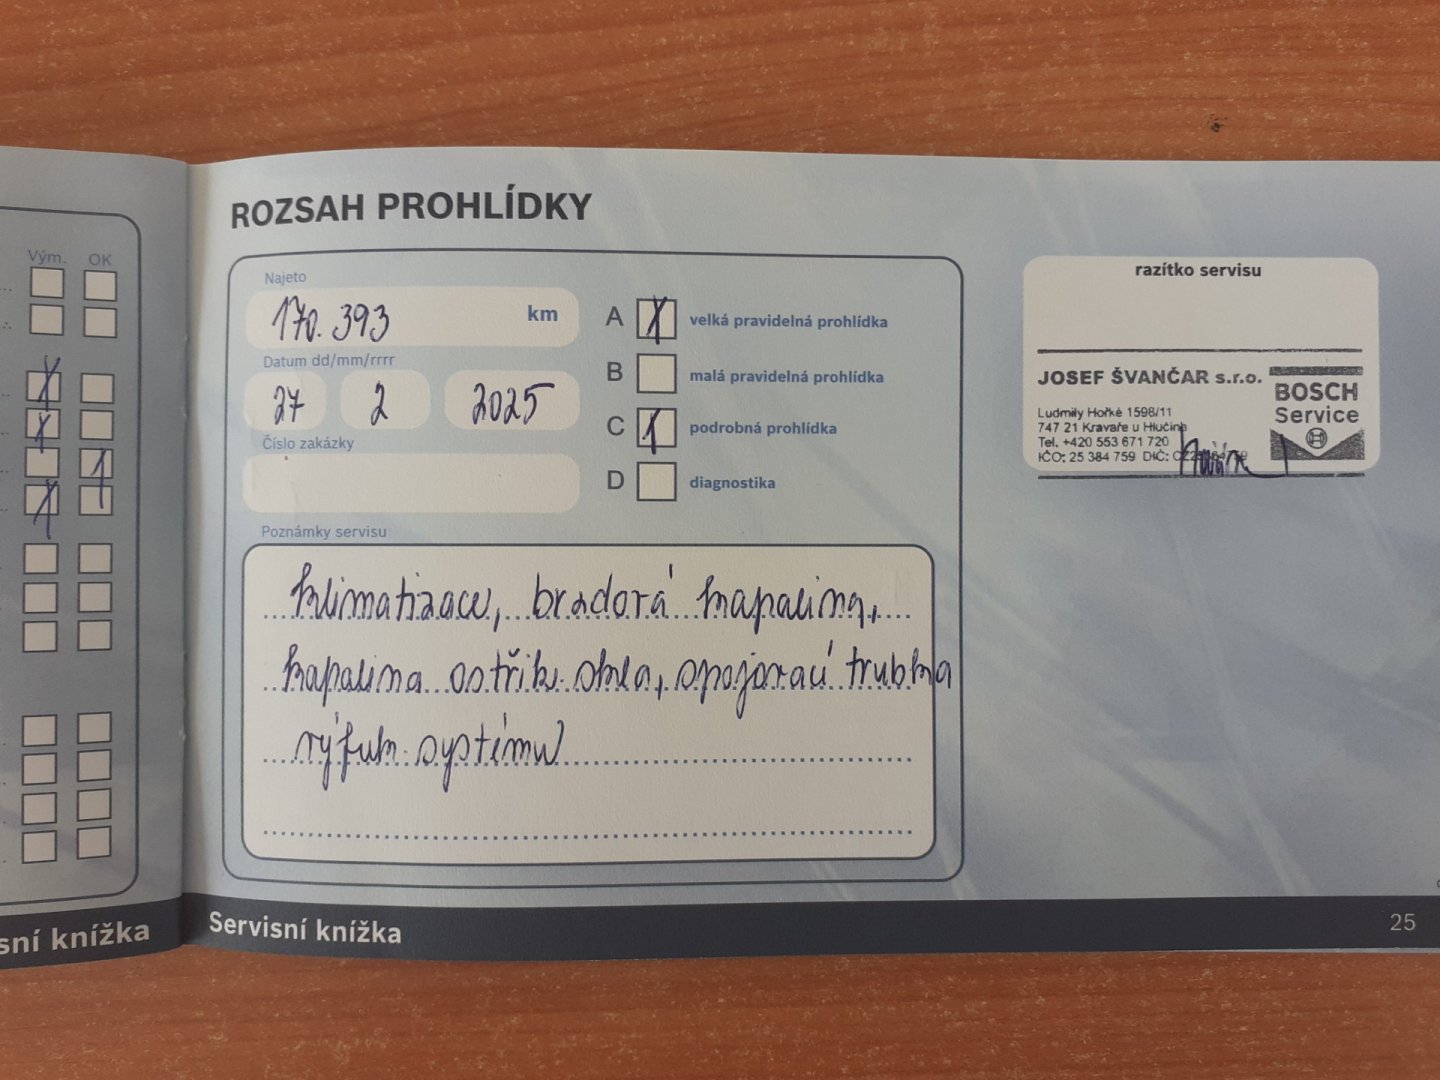 Vým. OK
sní knížka
ROZSAH PROHLÍDKY
Najeto
170.393 km
Datum dd/mm/rrrr
27 2 2025
Číslo zakázky
A velká pravidelná prohlídka
B malá pravidelná prohlídka
C podrobná prohlídka
D diagnostika
Poznámky servisu
klimatizace, brzdová kapalina,
kapalina ostřik. skla, spojovací trubka
výfuk. systému
razítko servisu
JOSEF ŠVANČAR s.r.o.
Ludmily Hořké 1598/11
747 21 Kravaře u Hlučína
Tel. +420 553 671 720
IČO: 25 384 759 DIČ:
BOSCH
Service
Servisní knížka
25